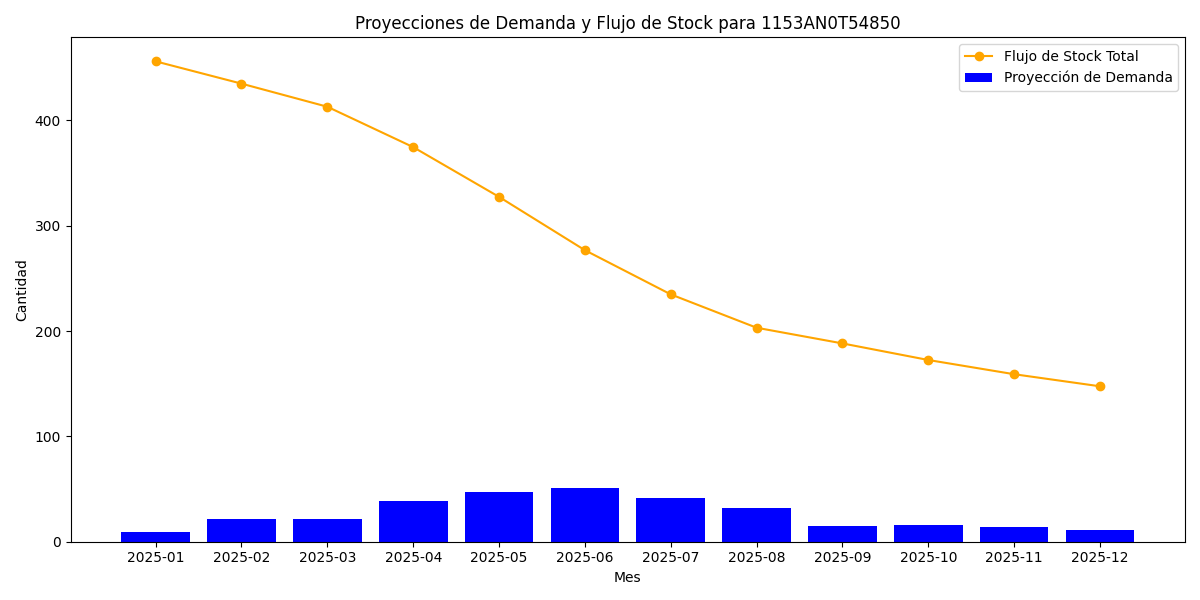 Proyecciones de Demanda y Flujo de Stock para 1153AN0T54850
Flujo de Stock Total
Proyección de Demanda
Cantidad
400
300
200
100
0
2025-01 2025-02 2025-03 2025-04 2025-05 2025-06 2025-07 2025-08 2025-09 2025-10 2025-11 2025-12
Mes